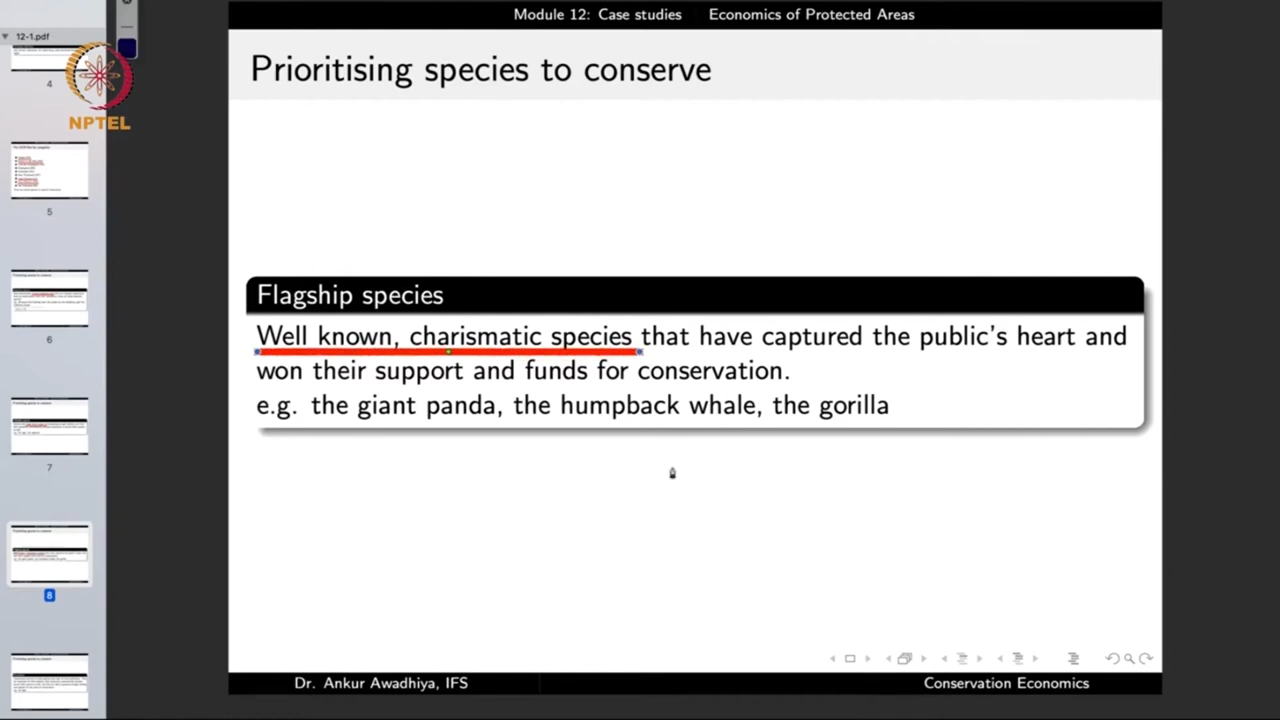 Module 12: Case studies Economics of Protected Areas
12-1.pdf
Prioritising species to conserve
4
NPTEL
5
Flagship species
Well known, charismatic species that have captured the public's heart and
won their support and funds for conservation.
e.g. the giant panda, the humpback whale, the gorilla
6
7
8
Dr. Ankur Awadhiya, IFS Conservation Economics